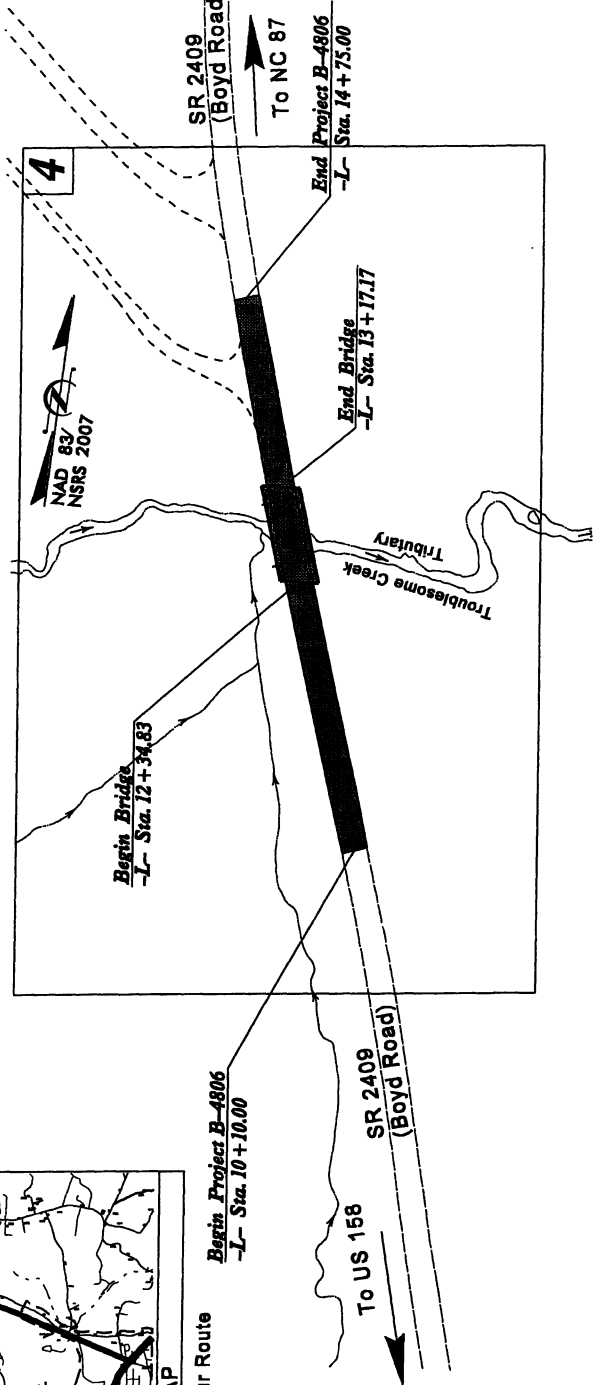 SR 2409
(Boyd Road
To NC 87
End Project B-4806
-L- Sta. 14+75.00
4
NAD 83/
NSRS 2007
End Bridge
-L- Sta. 13+17.17
Troublesome Creek
Tributary
Begin Bridge
-L- Sta. 12+34.83
Begin Project B-4806
-L- Sta. 10+10.00
SR 2409
(Boyd Road)
To US 158
AP
ur Route